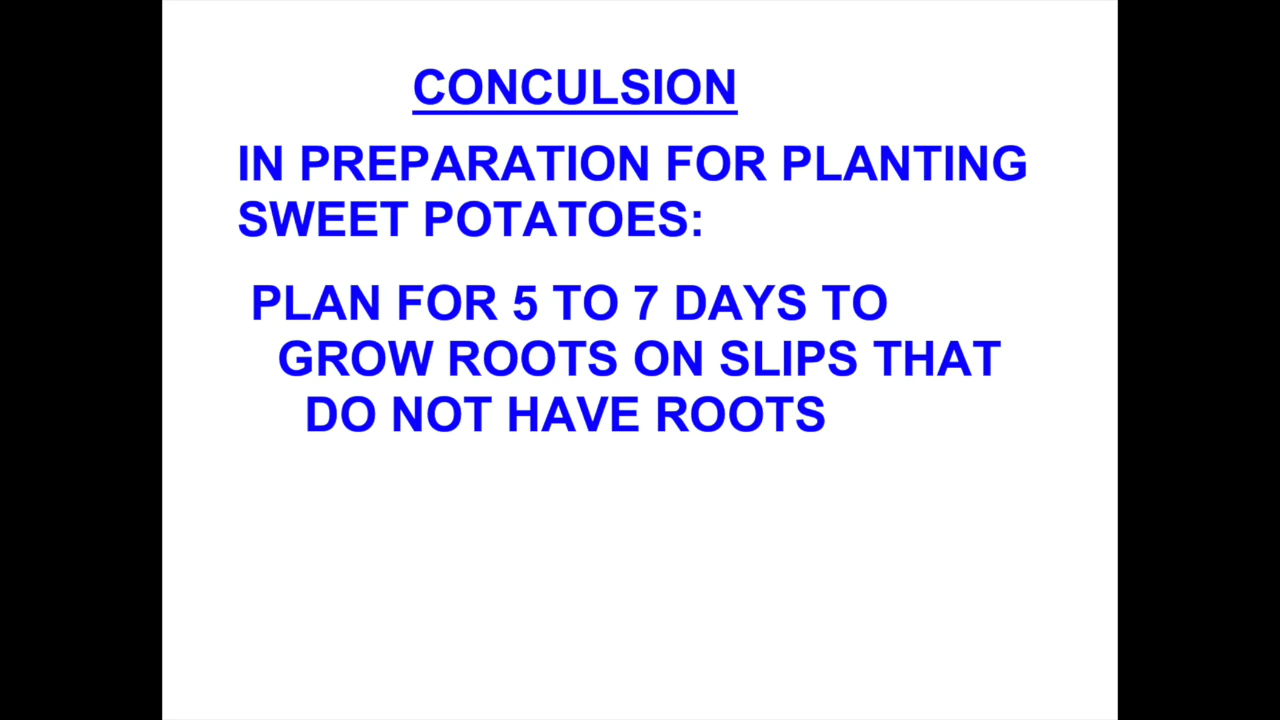 CONCULSION
IN PREPARATION FOR PLANTING
SWEET POTATOES:
PLAN FOR 5 TO 7 DAYS TO
GROW ROOTS ON SLIPS THAT
DO NOT HAVE ROOTS